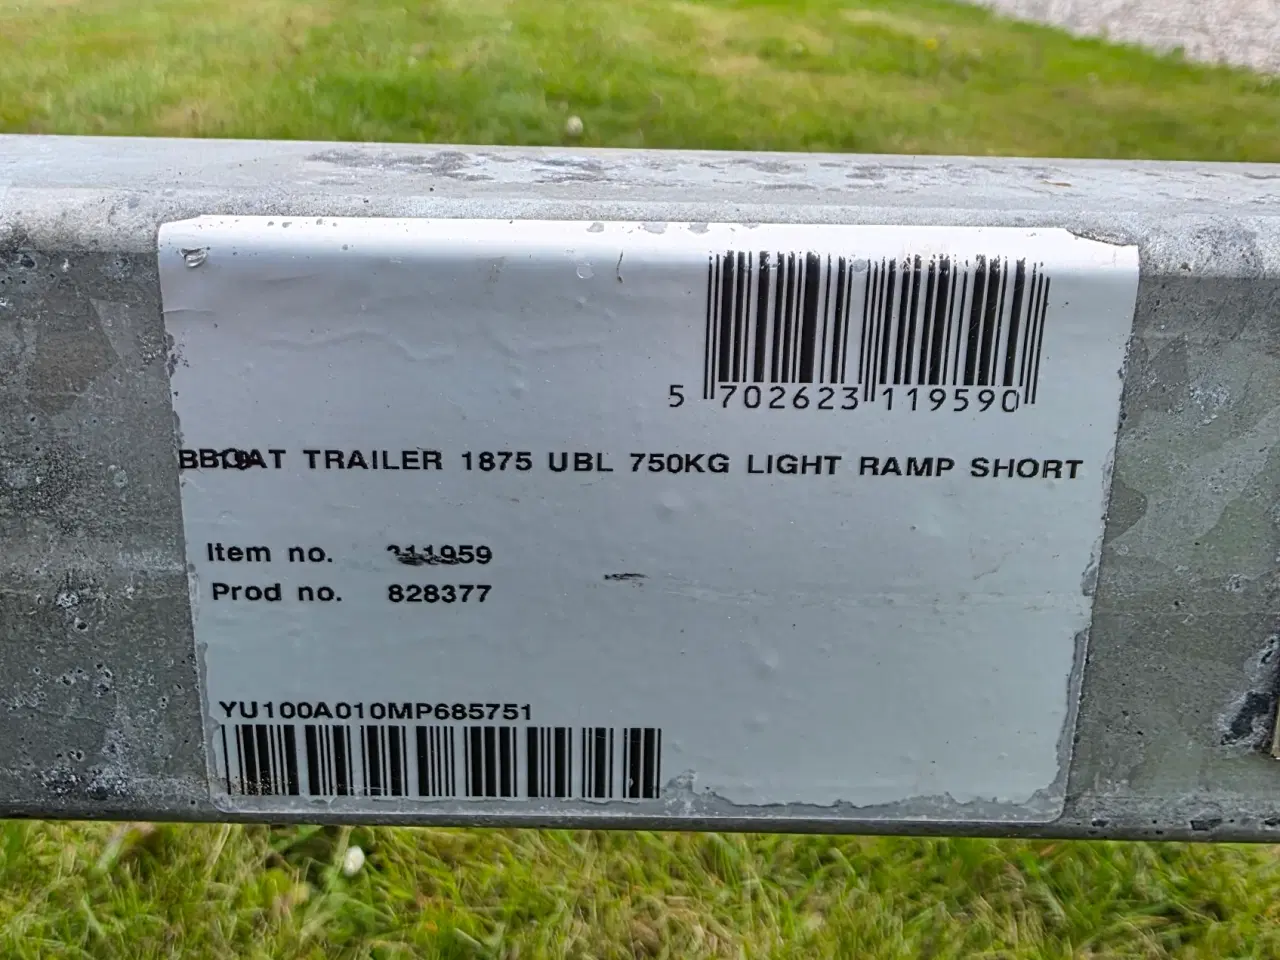 5 702623 119590
TRAILER 1875 UBL 750KG LIGHT RAMP SHORT
Item no.
Prod no. 828377
YU100A010MP685751